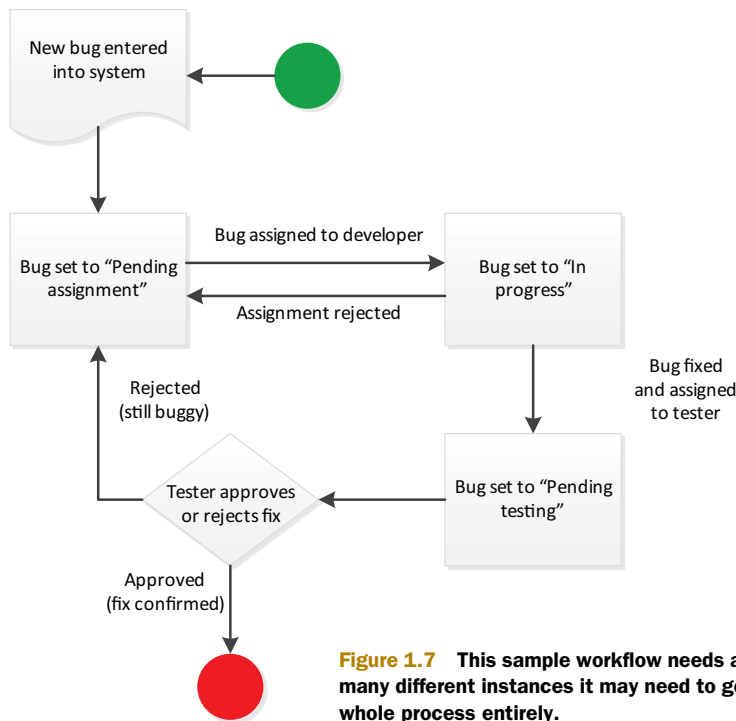 New bug entered
into system
Bug assigned to developer
Bug set to “Pending
assignment”
Bug set to “In
progress”
Assignment rejected
Bug fixed
and assigned
to tester
Rejected
(still buggy)
Tester approves
or rejects fix
Bug set to “Pending
testing”
Approved
(fix confirmed)
Figure 1.7 This sample workflow needs a
many different instances it may need to g
whole process entirely.